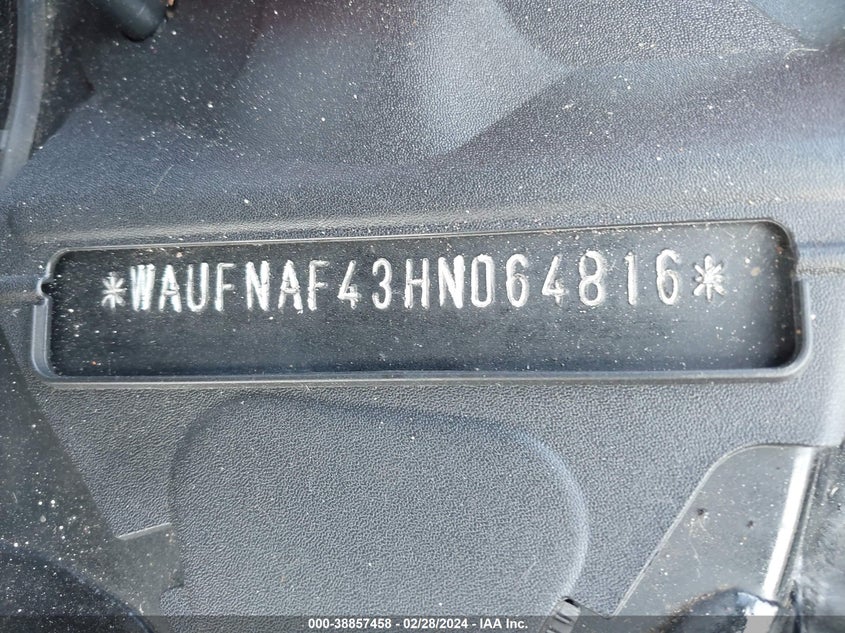 *WAUFNAF43HN064816*
000-38857458 - 02/28/2024 - IAA Inc.